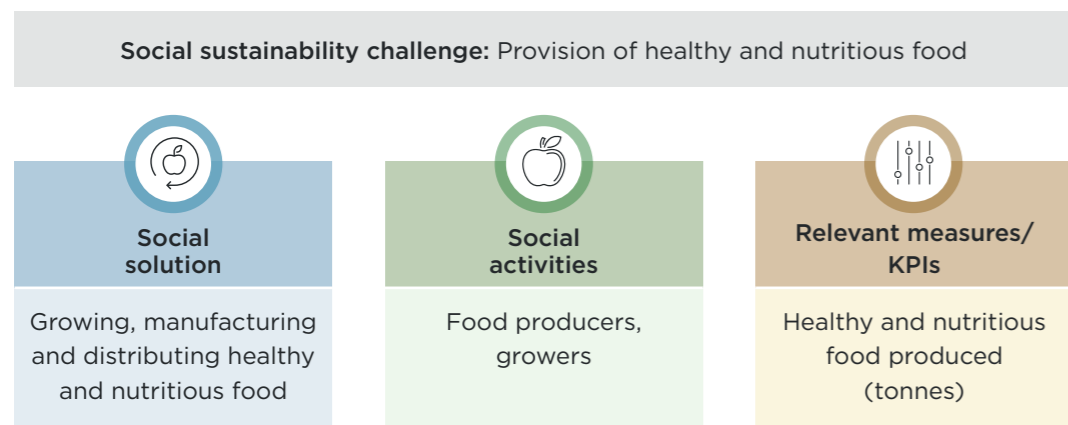 Social sustainability challenge: Provision of healthy and nutritious food
Social
solution
Growing, manufacturing
and distributing healthy
and nutritious food
Social
activities
Food producers,
growers
Relevant measures/
KPIs
Healthy and nutritious
food produced
(tonnes)